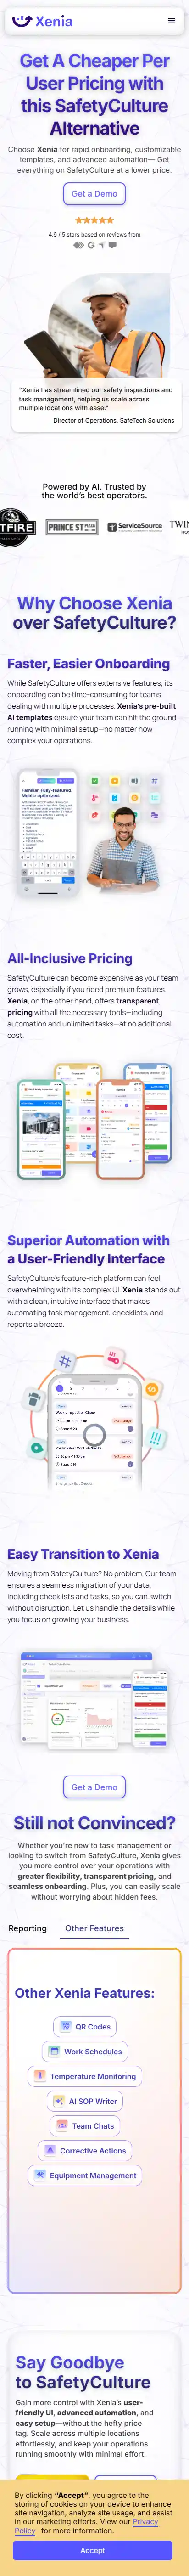 Xenia
Get A Cheaper Per
User Pricing with
this SafetyCulture
Alternative
Choose Xenia for rapid onboarding, customizable
templates, and advanced automation— Get
everything on SafetyCulture at a lower price.
Get a Demo
4.9 / 5 stars based on reviews from
"Xenia has streamlined our safety inspections and
task management, helping us scale across
multiple locations with ease."
Director of Operations, SafeTech Solutions
Powered by AI. Trusted by
the world's best operators.
TFIRE
PRINCE ST PIZZA
ServiceSource
TWIN
Why Choose Xenia
over SafetyCulture?
Faster, Easier Onboarding
While SafetyCulture offers extensive features, its
onboarding can be time-consuming for teams
dealing with multiple processes. Xenia's pre-built
AI templates ensure your team can hit the ground
running with minimal setup—no matter how
complex your operations.
Familiar. Fully-featured.
Mobile optimized.
All-Inclusive Pricing
SafetyCulture can become expensive as your team
grows, especially if you need premium features.
Xenia, on the other hand, offers transparent
pricing with all the necessary tools—including
automation and unlimited tasks—at no additional
cost.
Superior Automation with
a User-Friendly Interface
SafetyCulture's feature-rich platform can feel
overwhelming with its complex UI. Xenia stands out
with a clean, intuitive interface that makes
automating task management, checklists, and
reports a breeze.
Weekly Inspection Check
Store #303
Routine Pest Control Checks
Store #16
Easy Transition to Xenia
Moving from SafetyCulture? No problem. Our team
ensures a seamless migration of your data,
including checklists and tasks, so you can switch
without disruption. Let us handle the details while
you focus on growing your business.
Get a Demo
Still not Convinced?
Whether you're new to task management or
looking to switch from SafetyCulture, Xenia gives
you more control over your operations with
greater flexibility, transparent pricing, and
seamless onboarding. Plus, you can easily scale
without worrying about hidden fees.
Reporting
Other Features
Other Xenia Features:
QR Codes
Work Schedules
Temperature Monitoring
AI SOP Writer
Team Chats
Corrective Actions
Equipment Management
Say Goodbye
to SafetyCulture
Gain more control with Xenia's user-
friendly UI, advanced automation, and
easy setup—without the hefty price
tag. Scale across multiple locations
effortlessly, and keep your operations
running smoothly with minimal effort.
By clicking "Accept", you agree to the
storing of cookies on your device to enhance
site navigation, analyze site usage, and assist
in our marketing efforts. View our Privacy
Policy for more information.
Accept